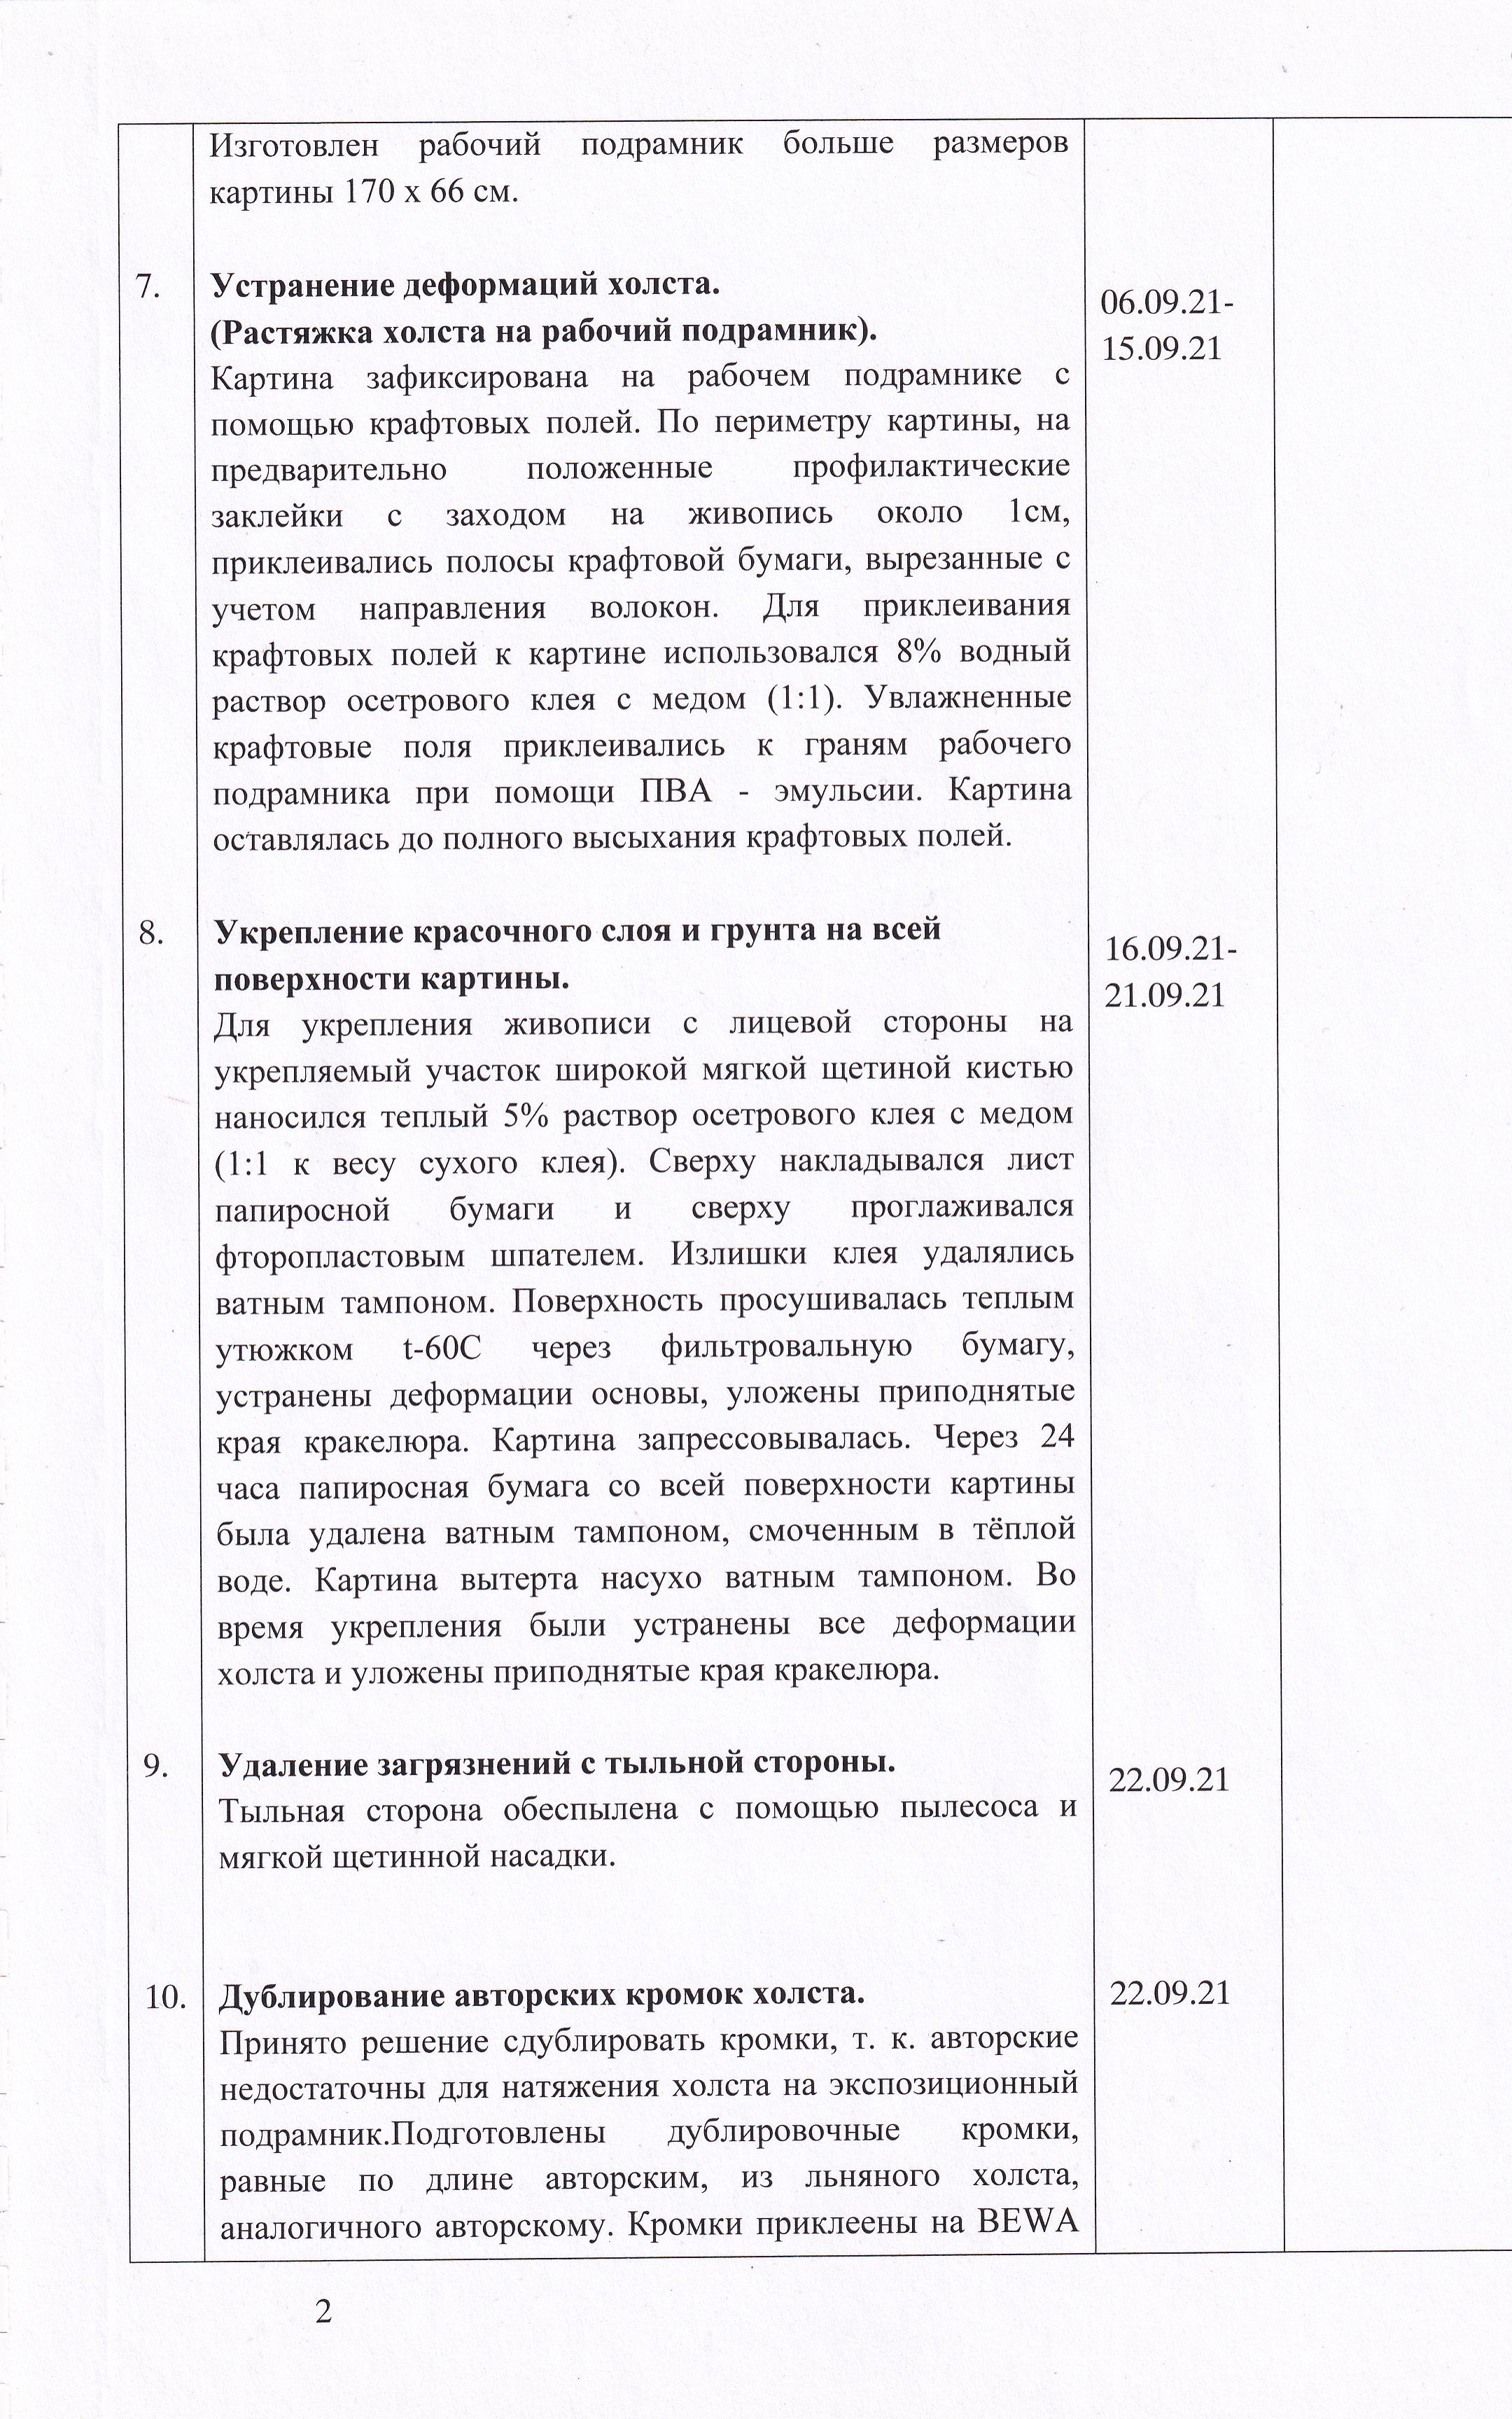 Изготовлен рабочий подрамник больше размеров
картины 170 х 66 см.
7. Устранение деформаций холста.
(Растяжка холста на рабочий подрамник).
06.09.21-
15.09.21
Картина зафиксирована на рабочем подрамнике с
помощью крафтовых полей. По периметру картины, на
предварительно положенные профилактические
заклейки с заходом на живопись около 1см,
приклеивались полосы крафтовой бумаги, вырезанные с
учетом направления волокон. Для приклеивания
крафтовых полей к картине использовался 8% водный
раствор осетрового клея с медом (1:1). Увлажненные
крафтовые поля приклеивались к граням рабочего
подрамника при помощи ПВА - эмульсии. Картина
оставлялась до полного высыхания крафтовых полей.
8. Укрепление красочного слоя и грунта на всей
поверхности картины.
16.09.21-
21.09.21
Для укрепления живописи с лицевой стороны на
укрепляемый участок широкой мягкой щетиной кистью
наносился теплый 5% раствор осетрового клея с медом
(1:1 к весу сухого клея). Сверху накладывался лист
папиросной бумаги и сверху проглаживался
фторопластовым шпателем. Излишки клея удалялись
ватным тампоном. Поверхность просушивалась теплым
утюжком t-60С через фильтровальную бумагу,
устранены деформации основы, уложены приподнятые
края кракелюра. Картина запрессовывалась. Через 24
часа папиросная бумага со всей поверхности картины
была удалена ватным тампоном, смоченным в тёплой
воде. Картина вытерта насухо ватным тампоном. Во
время укрепления были устранены все деформации
холста и уложены приподнятые края кракелюра.
9. Удаление загрязнений с тыльной стороны.
22.09.21
Тыльная сторона обеспылена с помощью пылесоса и
мягкой щетинной насадки.
10. Дублирование авторских кромок холста.
22.09.21
Принято решение сдублировать кромки, т. к. авторские
недостаточны для натяжения холста на экспозиционный
подрамник.Подготовлены дублировочные кромки,
равные по длине авторским, из льняного холста,
аналогичного авторскому. Кромки приклеены на BEWA
2